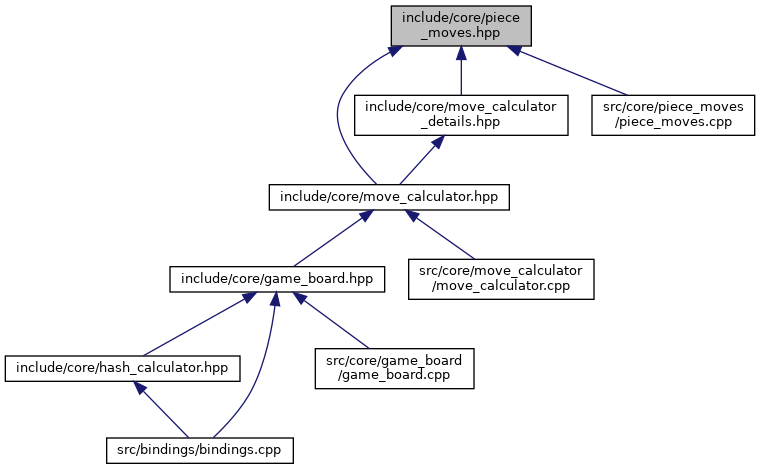 include/core/piece
_moves.hpp
include/core/move_calculator
_details.hpp
src/core/piece_moves
/piece_moves.cpp
include/core/move_calculator.hpp
include/core/game_board.hpp
src/core/move_calculator
/move_calculator.cpp
include/core/hash_calculator.hpp
src/core/game_board
/game_board.cpp
src/bindings/bindings.cpp